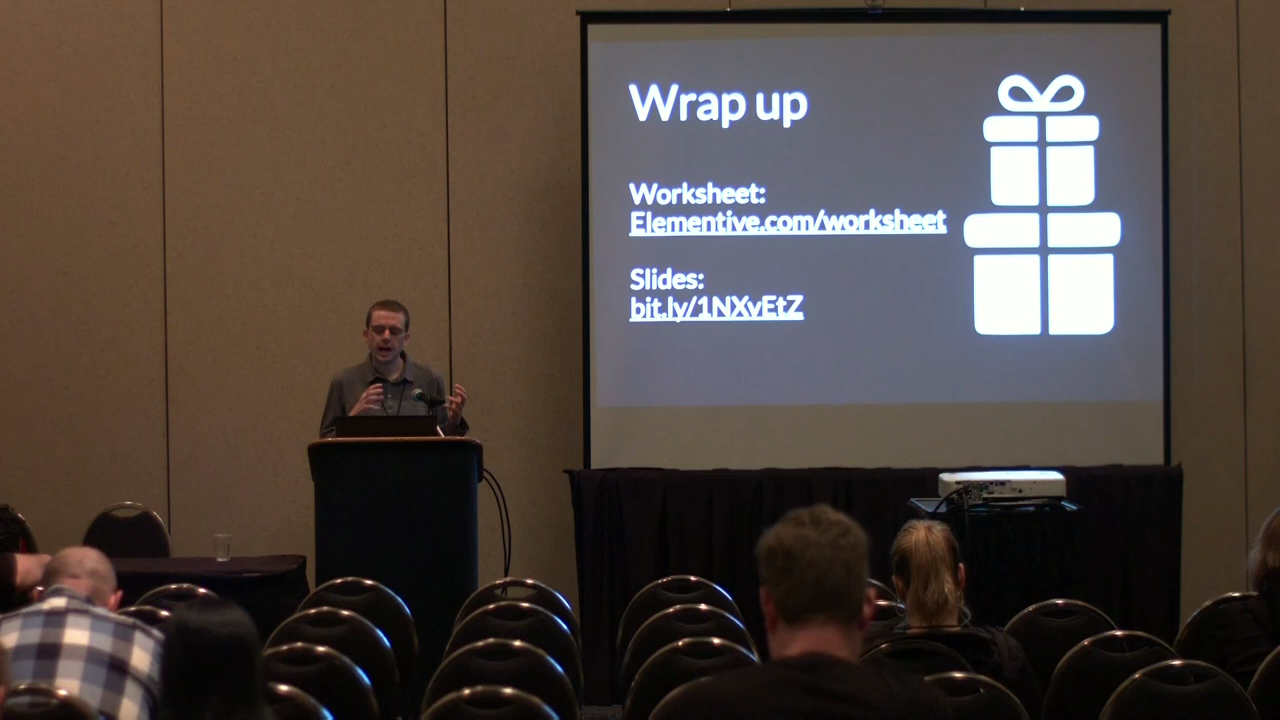 Wrap up
Worksheet:
Elementive.com/worksheet
Slides:
bit.ly/1NXvEtZ